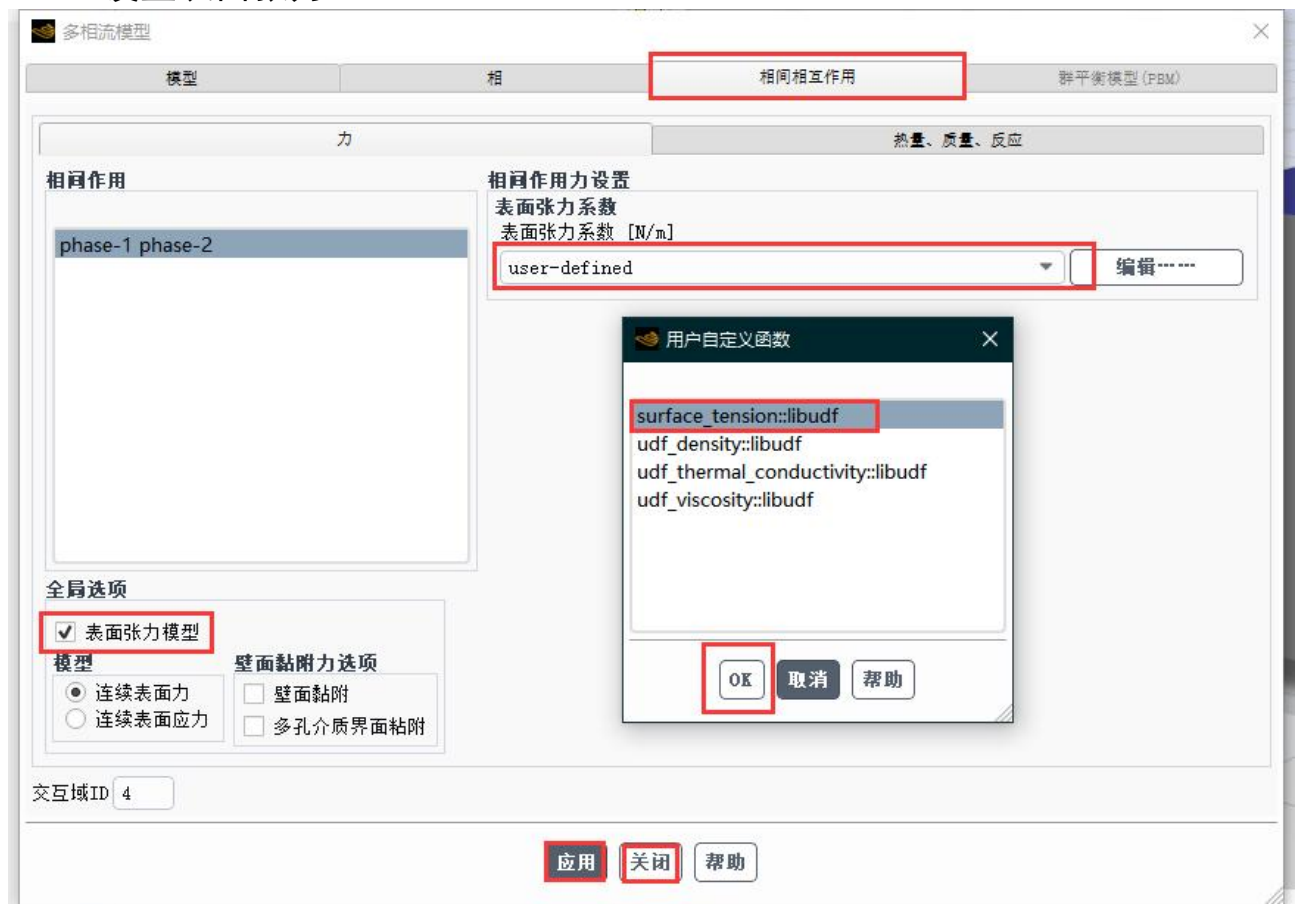 多相流模型
模型
相
相间相互作用
群平衡模型(PBM)
力
热量、质量、反应
相间作用
phase-1 phase-2
相间作用力设置
表面张力系数
表面张力系数 [N/m]
user-defined
编辑……
用户自定义函数
surface_tension::libudf
udf_density::libudf
udf_thermal_conductivity::libudf
udf_viscosity::libudf
OK 取消 帮助
全局选项
表面张力模型
模型
连续表面力
连续表面应力
壁面黏附力选项
壁面黏附
多孔介质界面粘附
交互域ID 4
应用 关闭 帮助